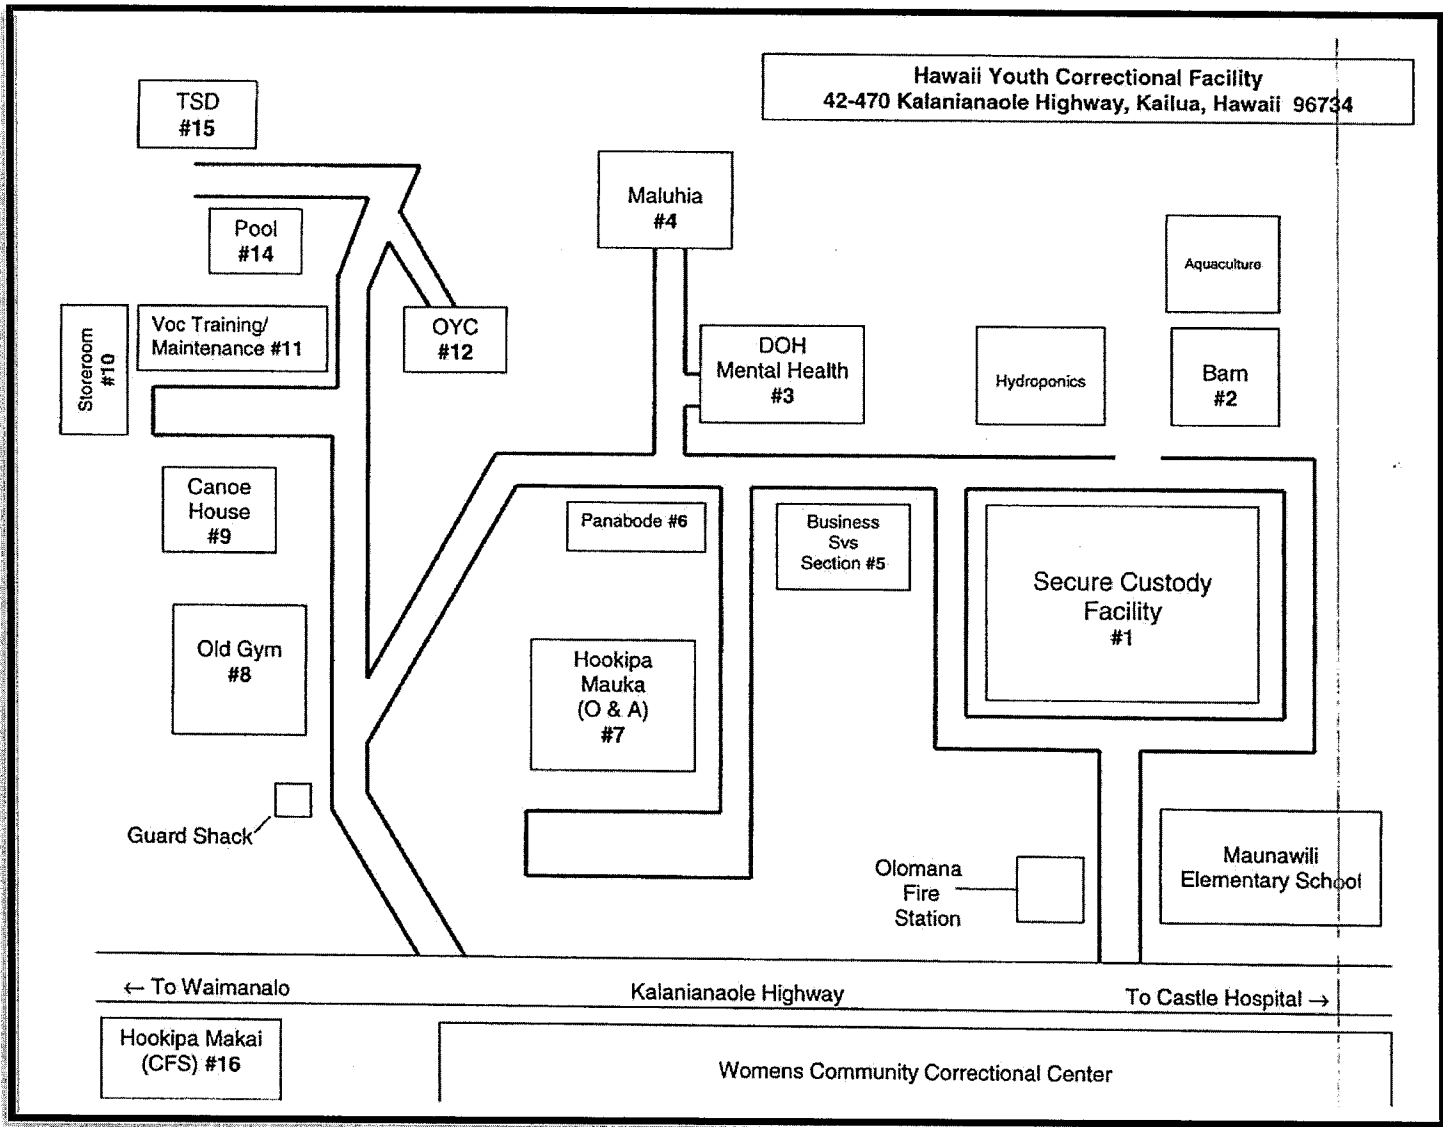 Hawaii Youth Correctional Facility
42-470 Kalanianaole Highway, Kailua, Hawaii 96734
TSD
#15
Maluhia
#4
Pool
#14
Aquaculture
Storeroom
#10
Voc Training/
Maintenance #11
OYC
#12
DOH
Mental Health
#3
Hydroponics
Barn
#2
Canoe
House
#9
Panabode #6
Business
Svs
Section #5
Secure Custody
Facility
#1
Old Gym
#8
Hookipa
Mauka
(O & A)
#7
Guard Shack
Olomana
Fire
Station
Maunawili
Elementary School
← To Waimanalo
Kalanianaole Highway
To Castle Hospital →
Hookipa Makai
(CFS) #16
Womens Community Correctional Center